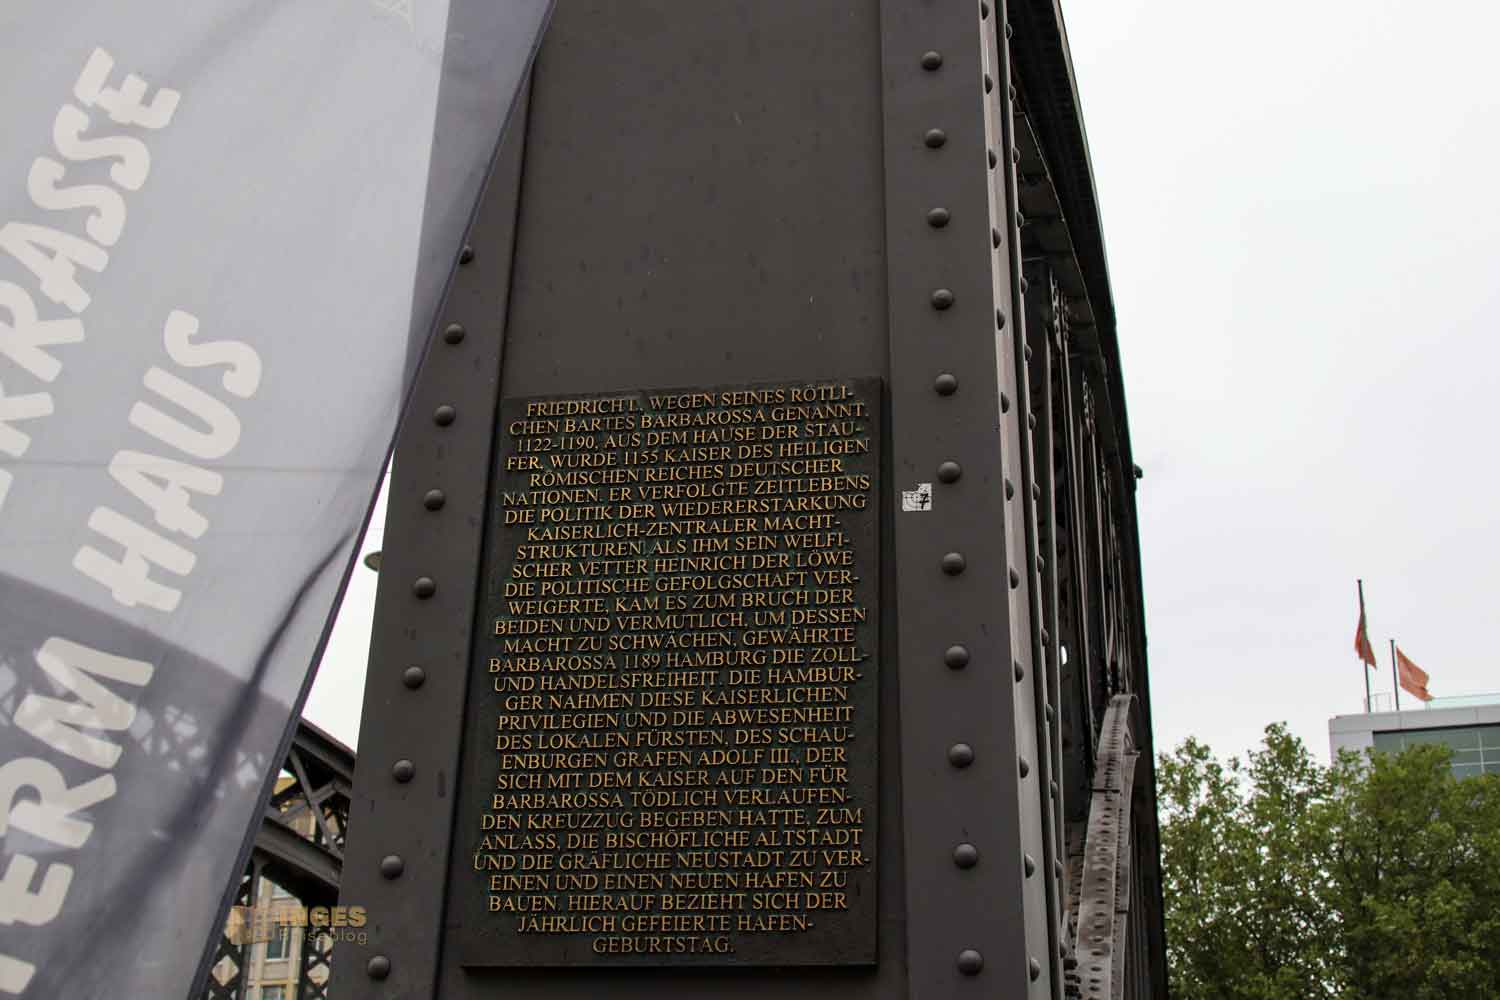 ERRASSE
ERM HAUS
FRIEDRICH I., WEGEN SEINES RÖTLI-
CHEN BARTES BARBAROSSA GENANNT.
1122-1190, AUS DEM HAUSE DER STAU-
FER, WURDE 1155 KAISER DES HEILIGEN
RÖMISCHEN REICHES DEUTSCHER
NATIONEN. ER VERFOLGTE ZEITLEBENS
DIE POLITIK DER WIEDERERSTARKUNG
KAISERLICH-ZENTRALER MACHT-
STRUKTUREN. ALS IHM SEIN WELFI-
SCHER VETTER HEINRICH DER LÖWE
DIE POLITISCHE GEFOLGSCHAFT VER-
WEIGERTE, KAM ES ZUM BRUCH DER
BEIDEN UND VERMUTLICH, UM DESSEN
MACHT ZU SCHWÄCHEN, GEWÄHRTE
BARBAROSSA 1189 HAMBURG DIE ZOLL-
UND HANDELSFREIHEIT. DIE HAMBUR-
GER NAHMEN DIESE KAISERLICHEN
PRIVILEGIEN UND DIE ABWESENHEIT
DES LOKALEN FÜRSTEN, DES SCHAU-
ENBURGEN GRAFEN ADOLF III., DER
SICH MIT DEM KAISER AUF DEN FÜR
BARBAROSSA TÖDLICH VERLAUFEN-
DEN KREUZZUG BEGEBEN HATTE, ZUM
ANLASS, DIE BISCHÖFLICHE ALTSTADT
UND DIE GRÄFLICHE NEUSTADT ZU VER-
EINEN UND EINEN NEUEN HAFEN ZU
BAUEN. HIERAUF BEZIEHT SICH DER
JÄHRLICH GEFEIERTE HAFEN-
GEBURTSTAG.
INGES
Reiseblog